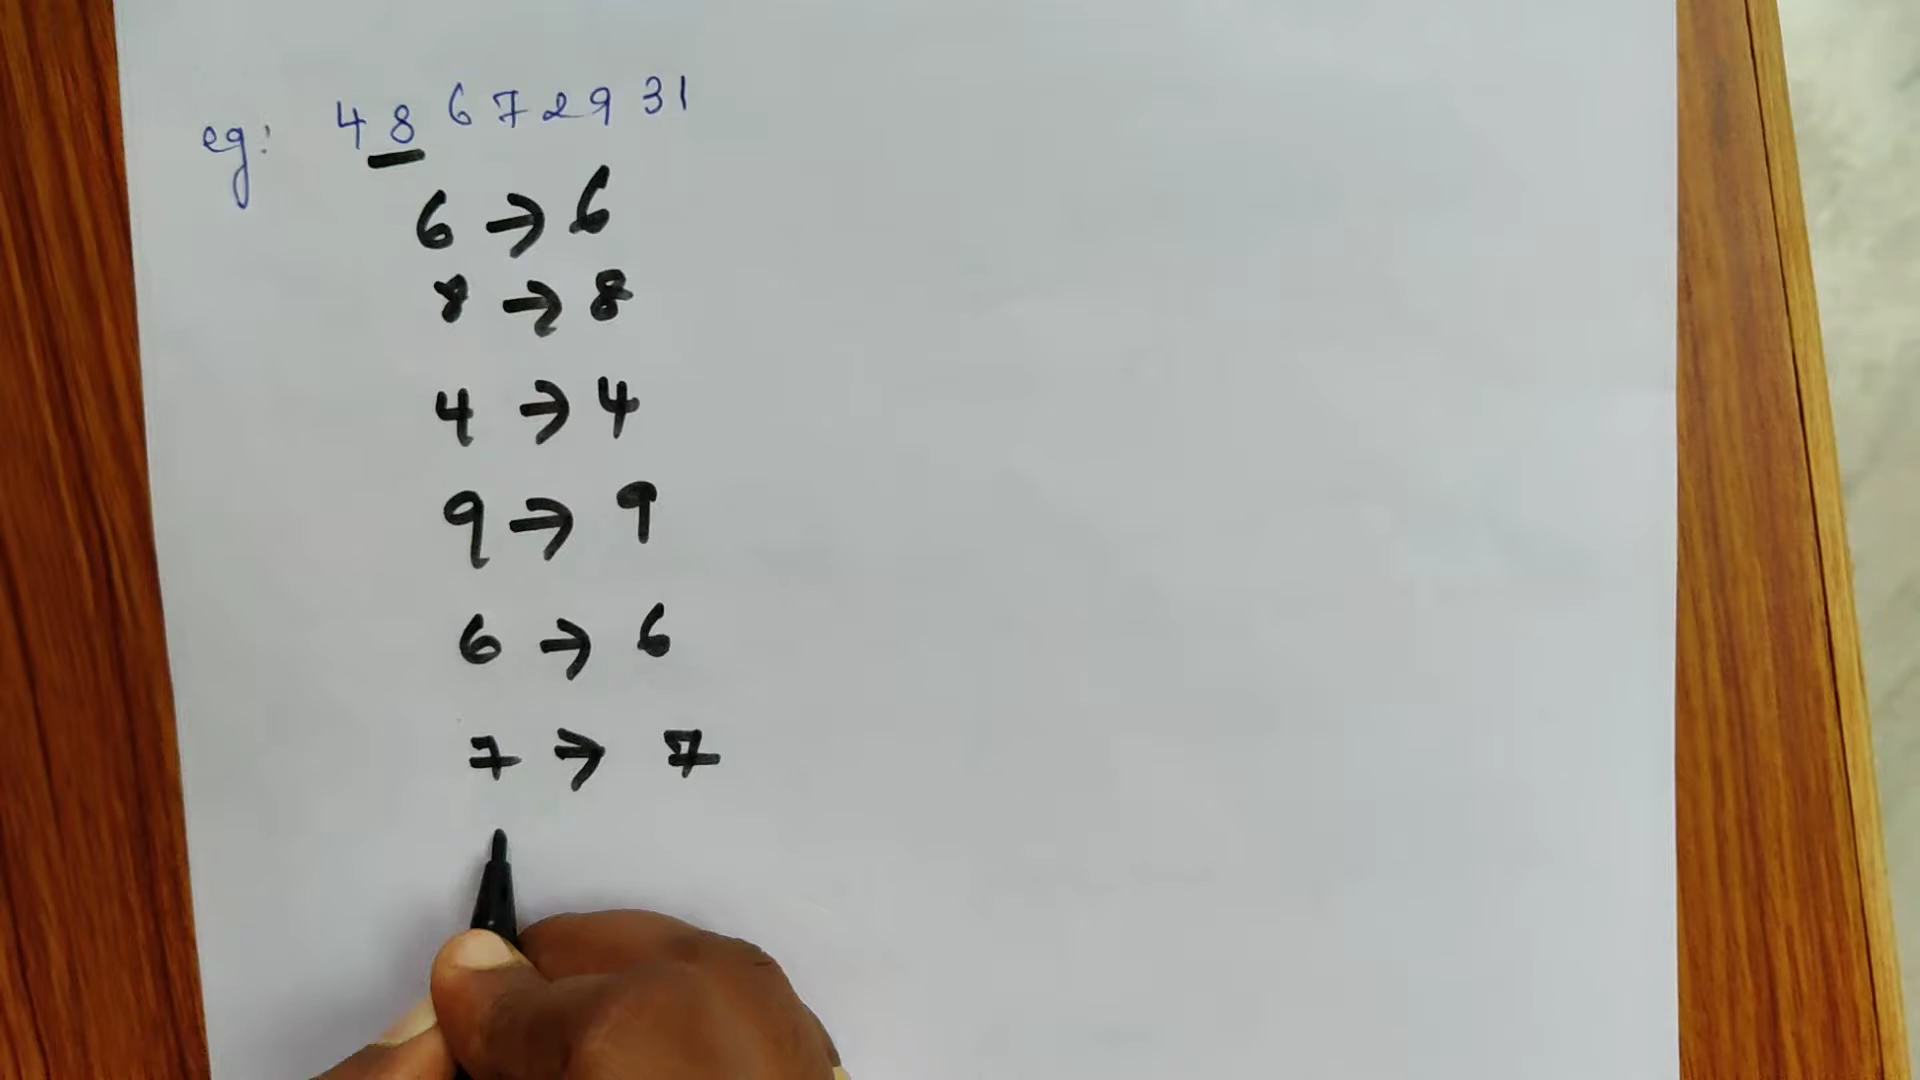 eg: 4 8 6 7 2 9 3 1
6 → 6
8 → 8
4 → 4
9 → 9
6 → 6
7 → 7